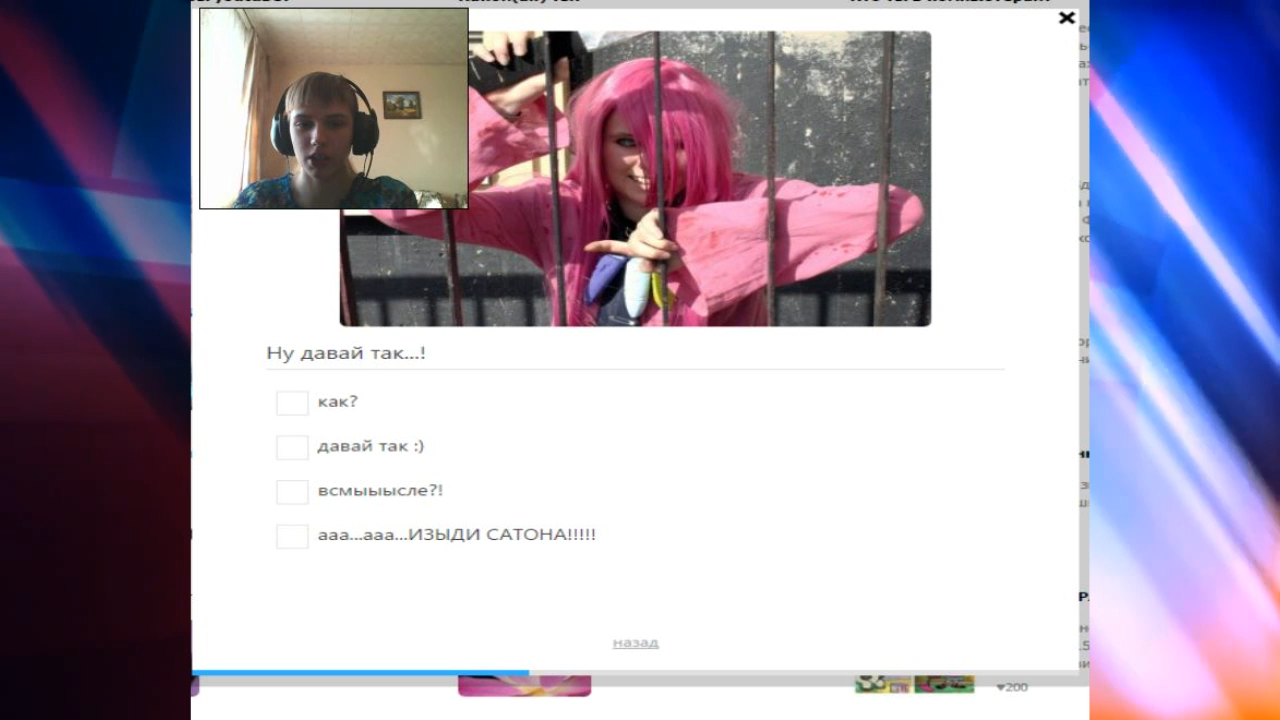 Ну давай так...!
как?
давай так :)
всмыыысле?!
ааа...ааа...ИЗЫДИ САТОНА!!!!!
назад
♥200